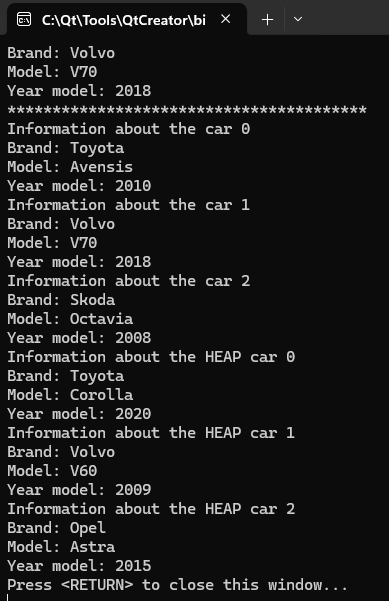 C:\Qt\Tools\QtCreator\bi
Brand: Volvo
Model: V70
Year model: 2018
****************************************
Information about the car 0
Brand: Toyota
Model: Avensis
Year model: 2010
Information about the car 1
Brand: Volvo
Model: V70
Year model: 2018
Information about the car 2
Brand: Skoda
Model: Octavia
Year model: 2008
Information about the HEAP car 0
Brand: Toyota
Model: Corolla
Year model: 2020
Information about the HEAP car 1
Brand: Volvo
Model: V60
Year model: 2009
Information about the HEAP car 2
Brand: Opel
Model: Astra
Year model: 2015
Press <RETURN> to close this window...